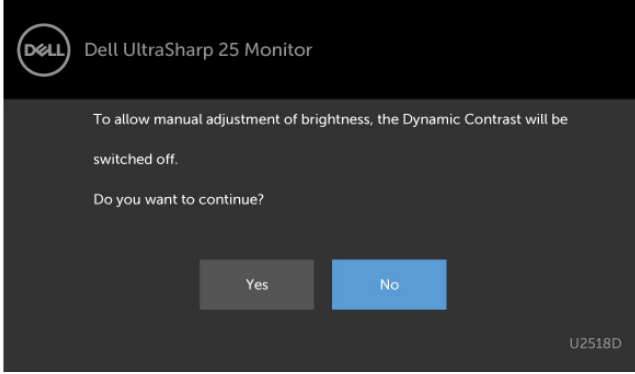 DELL
Dell UltraSharp 25 Monitor
To allow manual adjustment of brightness, the Dynamic Contrast will be
switched off.
Do you want to continue?
Yes
No
U2518D